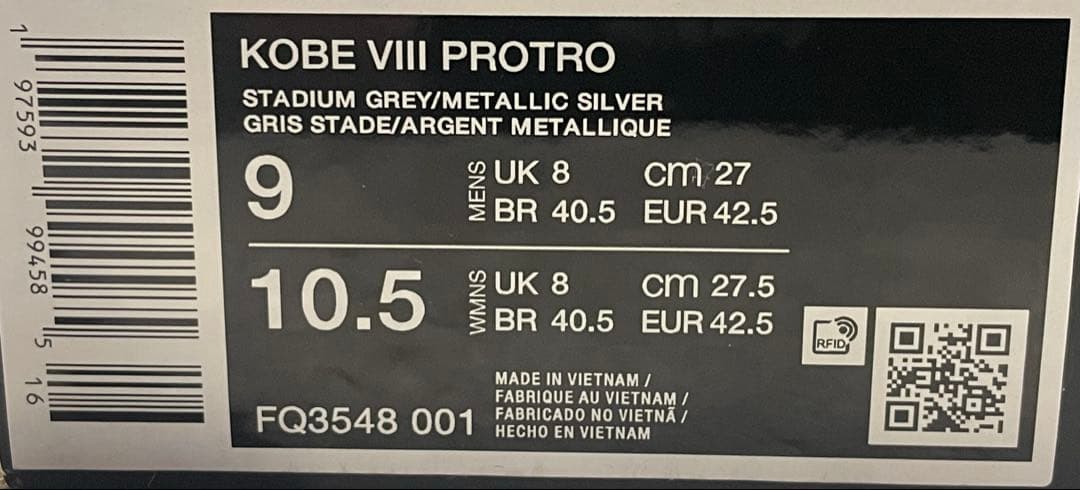 KOBE VIII PROTRO
STADIUM GREY/METALLIC SILVER
GRIS STADE/ARGENT METALLIQUE
9
MENS
UK 8 cm 27
BR 40.5 EUR 42.5
10.5
WMNS
UK 8 cm 27.5
BR 40.5 EUR 42.5
RFID
FQ3548 001
MADE IN VIETNAM /
FABRIQUE AU VIETNAM /
FABRICADO NO VIETNÃ /
HECHO EN VIETNAM
1 97593 99458 5 16